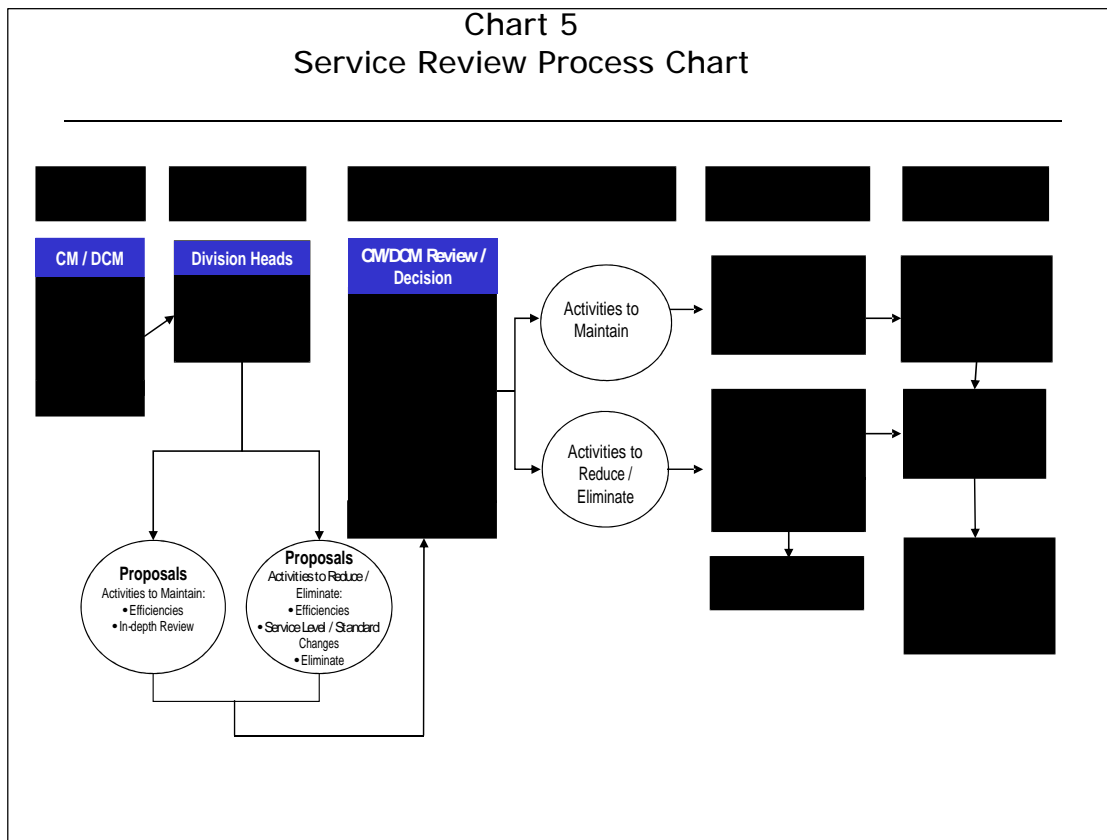 Chart 5
Service Review Process Chart
CM / DCM
Division Heads
CM/DCM Review /
Decision
Activities to
Maintain
Activities to
Reduce /
Eliminate
Proposals
Activities to Maintain:
• Efficiencies
• In-depth Review
Proposals
Activities to Reduce /
Eliminate:
• Efficiencies
• Service Level / Standard
Changes
• Eliminate